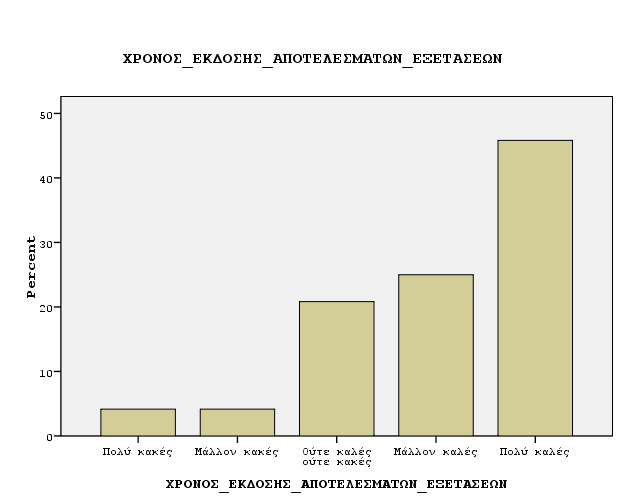 ΧΡΟΝΟΣ_ΕΚΔΟΣΗΣ_ΑΠΟΤΕΛΕΣΜΑΤΩΝ_ΕΞΕΤΑΣΕΩΝ
50
40
30
20
10
0
Percent
Πολύ κακές
Μάλλον κακές
Ούτε καλές
ούτε κακές
Μάλλον καλές
Πολύ καλές
ΧΡΟΝΟΣ_ΕΚΔΟΣΗΣ_ΑΠΟΤΕΛΕΣΜΑΤΩΝ_ΕΞΕΤΑΣΕΩΝ